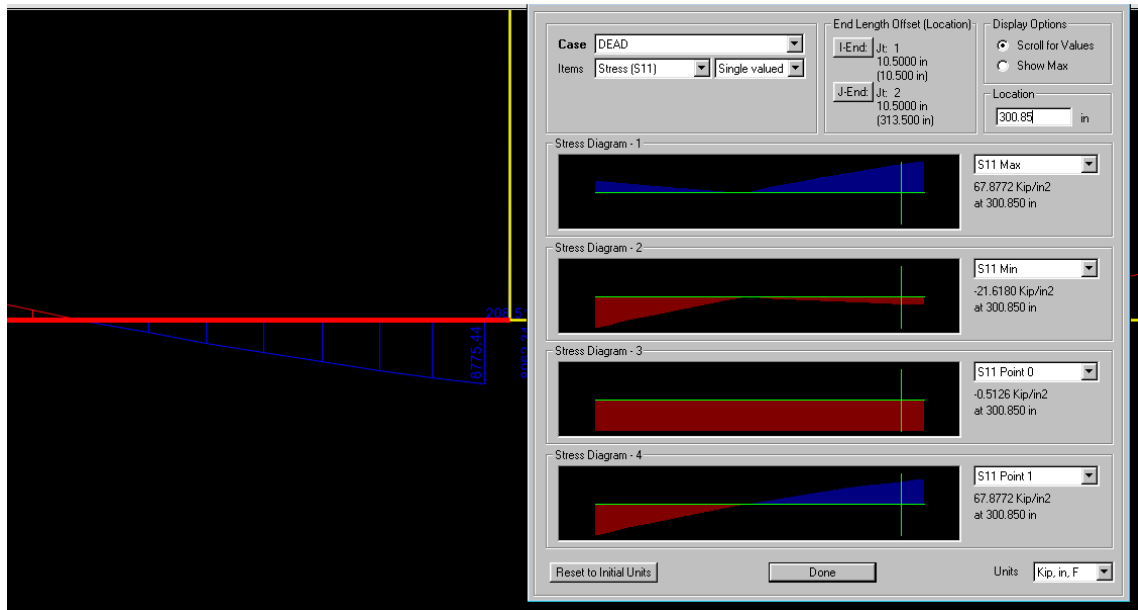 Case DEAD
Items Stress (S11) Single valued
End Length Offset (Location)
I-End: Jt: 1
10.5000 in
(10.500 in)
J-End: Jt: 2
10.5000 in
(313.500 in)
Display Options
Scroll for Values
Show Max
Location
300.85 in
Stress Diagram - 1
S11 Max
67.8772 Kip/in2
at 300.850 in
Stress Diagram - 2
S11 Min
-21.6180 Kip/in2
at 300.850 in
Stress Diagram - 3
S11 Point 0
-0.5126 Kip/in2
at 300.850 in
Stress Diagram - 4
S11 Point 1
67.8772 Kip/in2
at 300.850 in
Reset to Initial Units
Done
Units Kip, in, F
8775.44